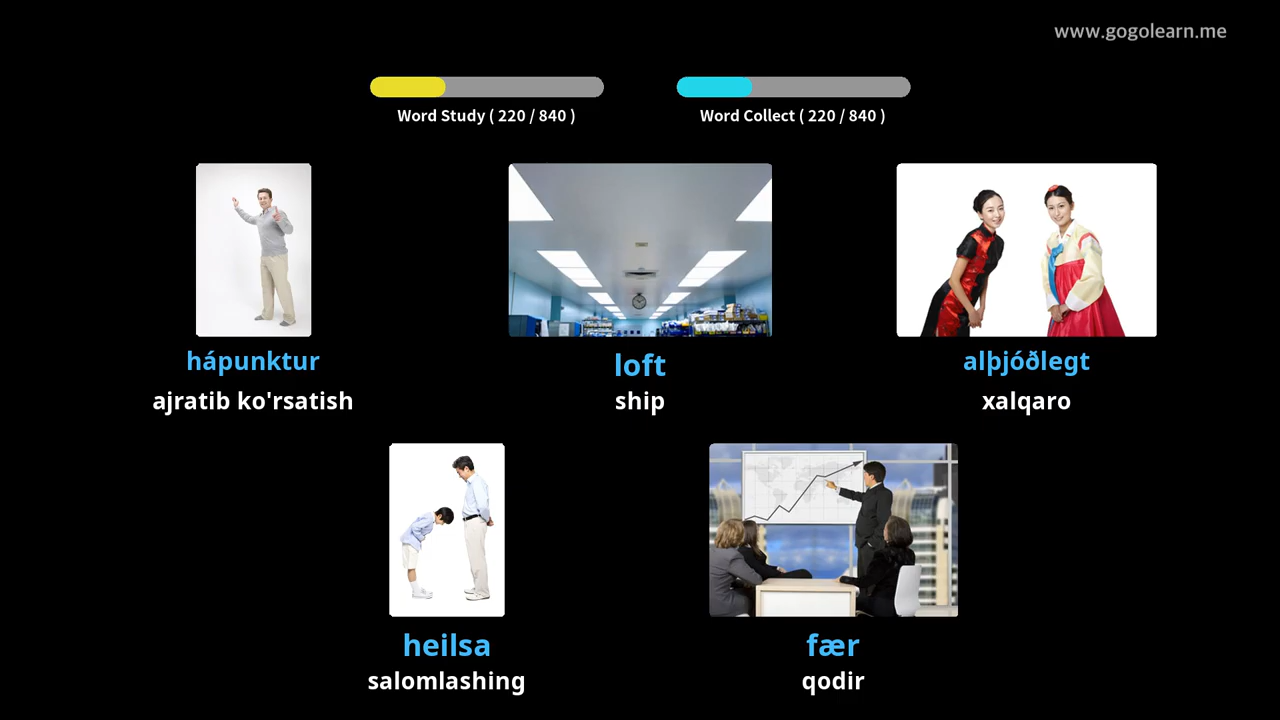 www.gogolearn.me
Word Study ( 220 / 840 )
Word Collect ( 220 / 840 )
hápunktur
ajratib ko'rsatish
loft
ship
alþjóðlegt
xalqaro
heilsa
salomlashing
fær
qodir